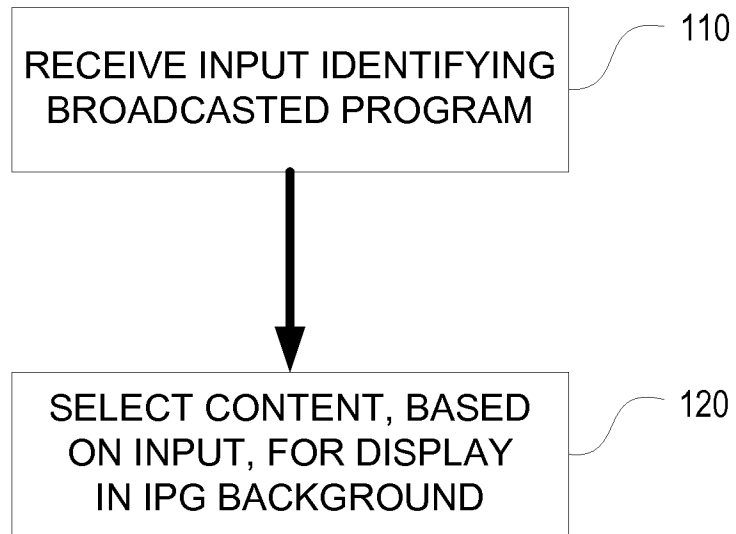 110
RECEIVE INPUT IDENTIFYING
BROADCASTED PROGRAM
120
SELECT CONTENT, BASED
ON INPUT, FOR DISPLAY
IN IPG BACKGROUND